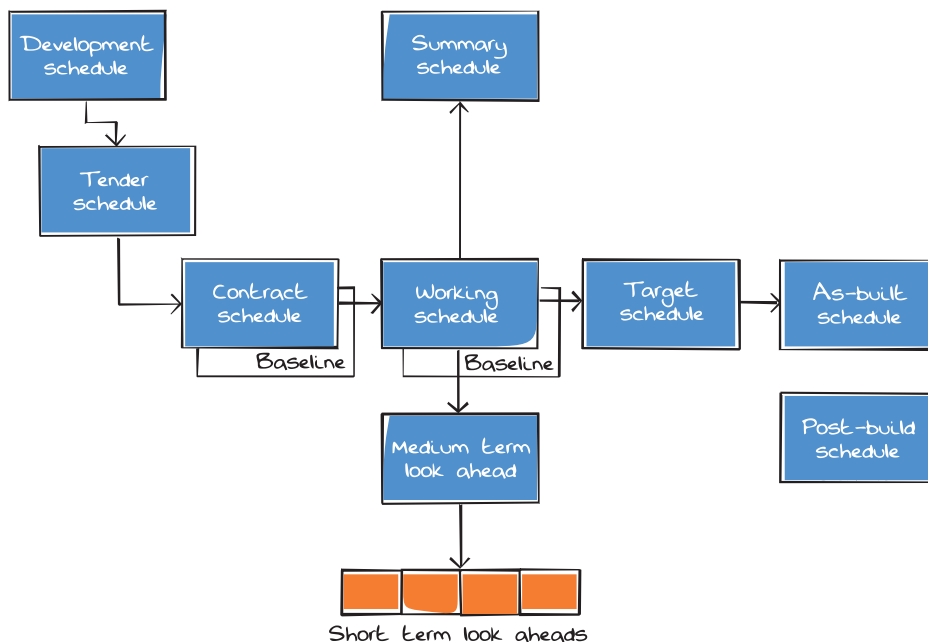 Development
schedule
Summary
schedule
Tender
schedule
Contract
schedule
Baseline
Working
schedule
Baseline
Target
schedule
As-built
schedule
Medium term
look ahead
Post-build
schedule
Short term look aheads